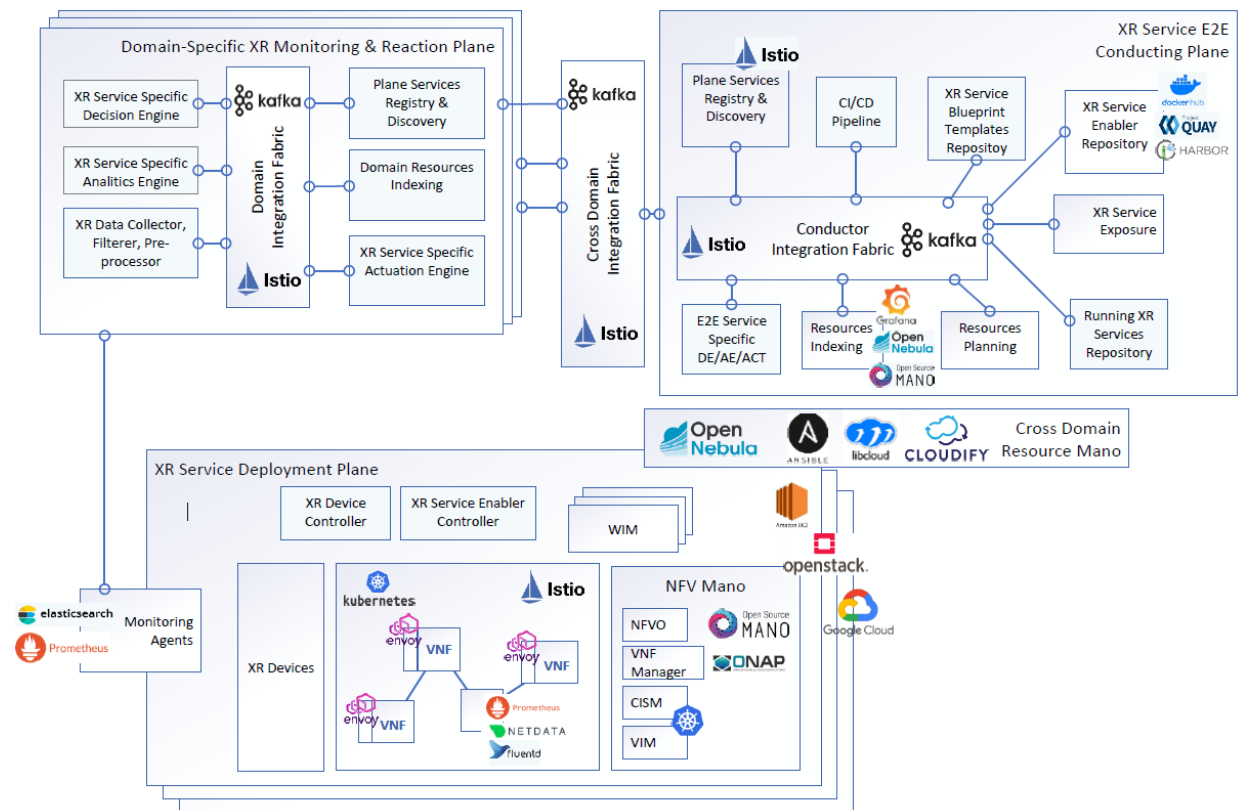 Domain-Specific XR Monitoring & Reaction Plane
XR Service Specific
Decision Engine
XR Service Specific
Analitics Engine
XR Data Collector,
Filterer, Pre-
processor
kafka
Domain
Integration Fabric
Istio
Plane Services
Registry &
Discovery
Domain Resources
Indexing
XR Service Specific
Actuation Engine
kafka
Cross Domain
Integration Fabric
Istio
XR Service E2E
Conducting Plane
Istio
Plane Services
Registry &
Discovery
CI/CD
Pipeline
XR Service
Blueprint
Templates
Repositoy
XR Service
Enabler
Repository
dockerhub
Project
QUAY
HARBOR
Istio
Conductor
Integration Fabric
kafka
XR Service
Exposure
E2E Service
Specific
DE/AE/ACT
Resources
Indexing
Grafana
Open
Nebula
Open Source
MANO
Resources
Planning
Running XR
Services
Repository
Open
Nebula
ANSIBLE
libcloud
CLOUDIFY
Cross Domain
Resource Mano
XR Service Deployment Plane
XR Device
Controller
XR Service Enabler
Controller
WIM
Amazon EC2
openstack.
Google Cloud
elasticsearch
Prometheus
Monitoring
Agents
XR Devices
kubernetes
Istio
envoy
VNF
envoy
VNF
envoy
VNF
Prometheus
NETDATA
fluentd
NFV Mano
NFVO
Open Source
MANO
VNF
Manager
ONAP
CISM
VIM